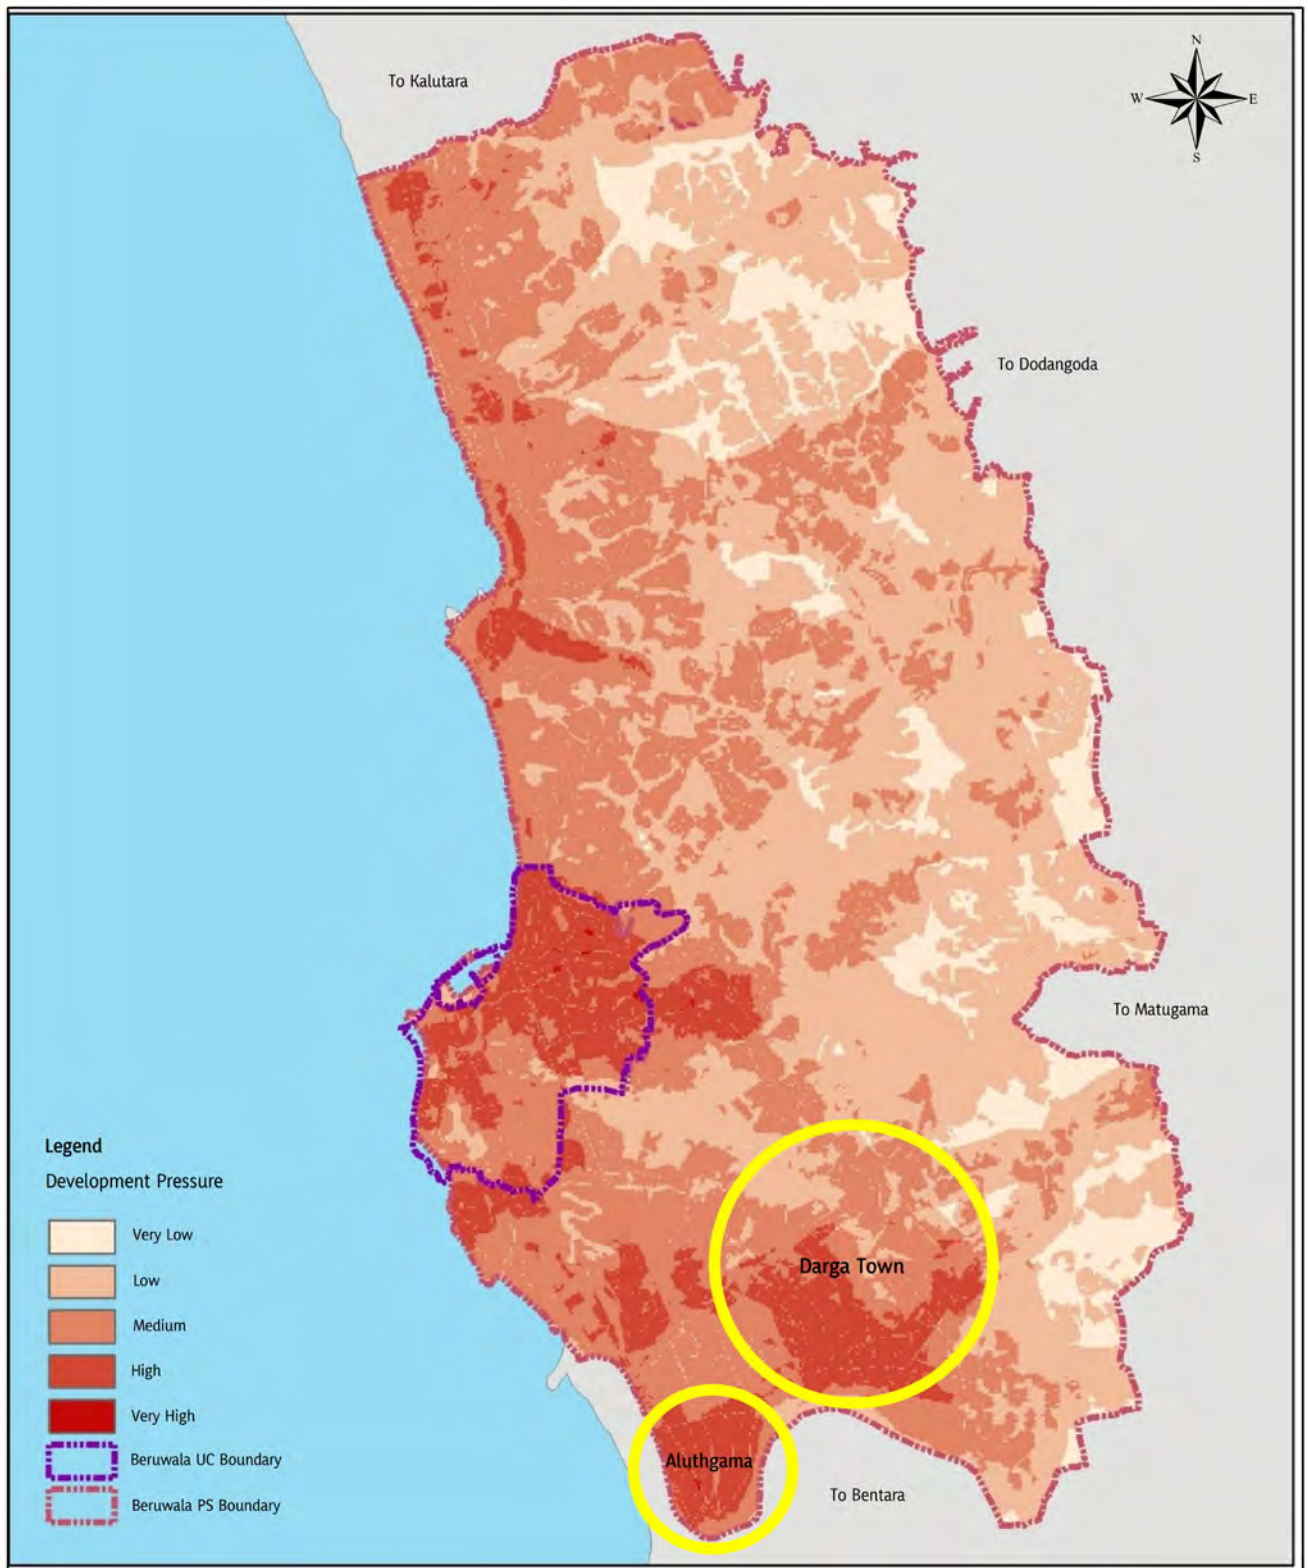 To Kalutara
N
W
E
S
To Dodangoda
To Matugama
Legend
Development Pressure
Very Low
Low
Medium
High
Very High
Beruwala UC Boundary
Beruwala PS Boundary
Darga Town
Aluthgama
To Bentara